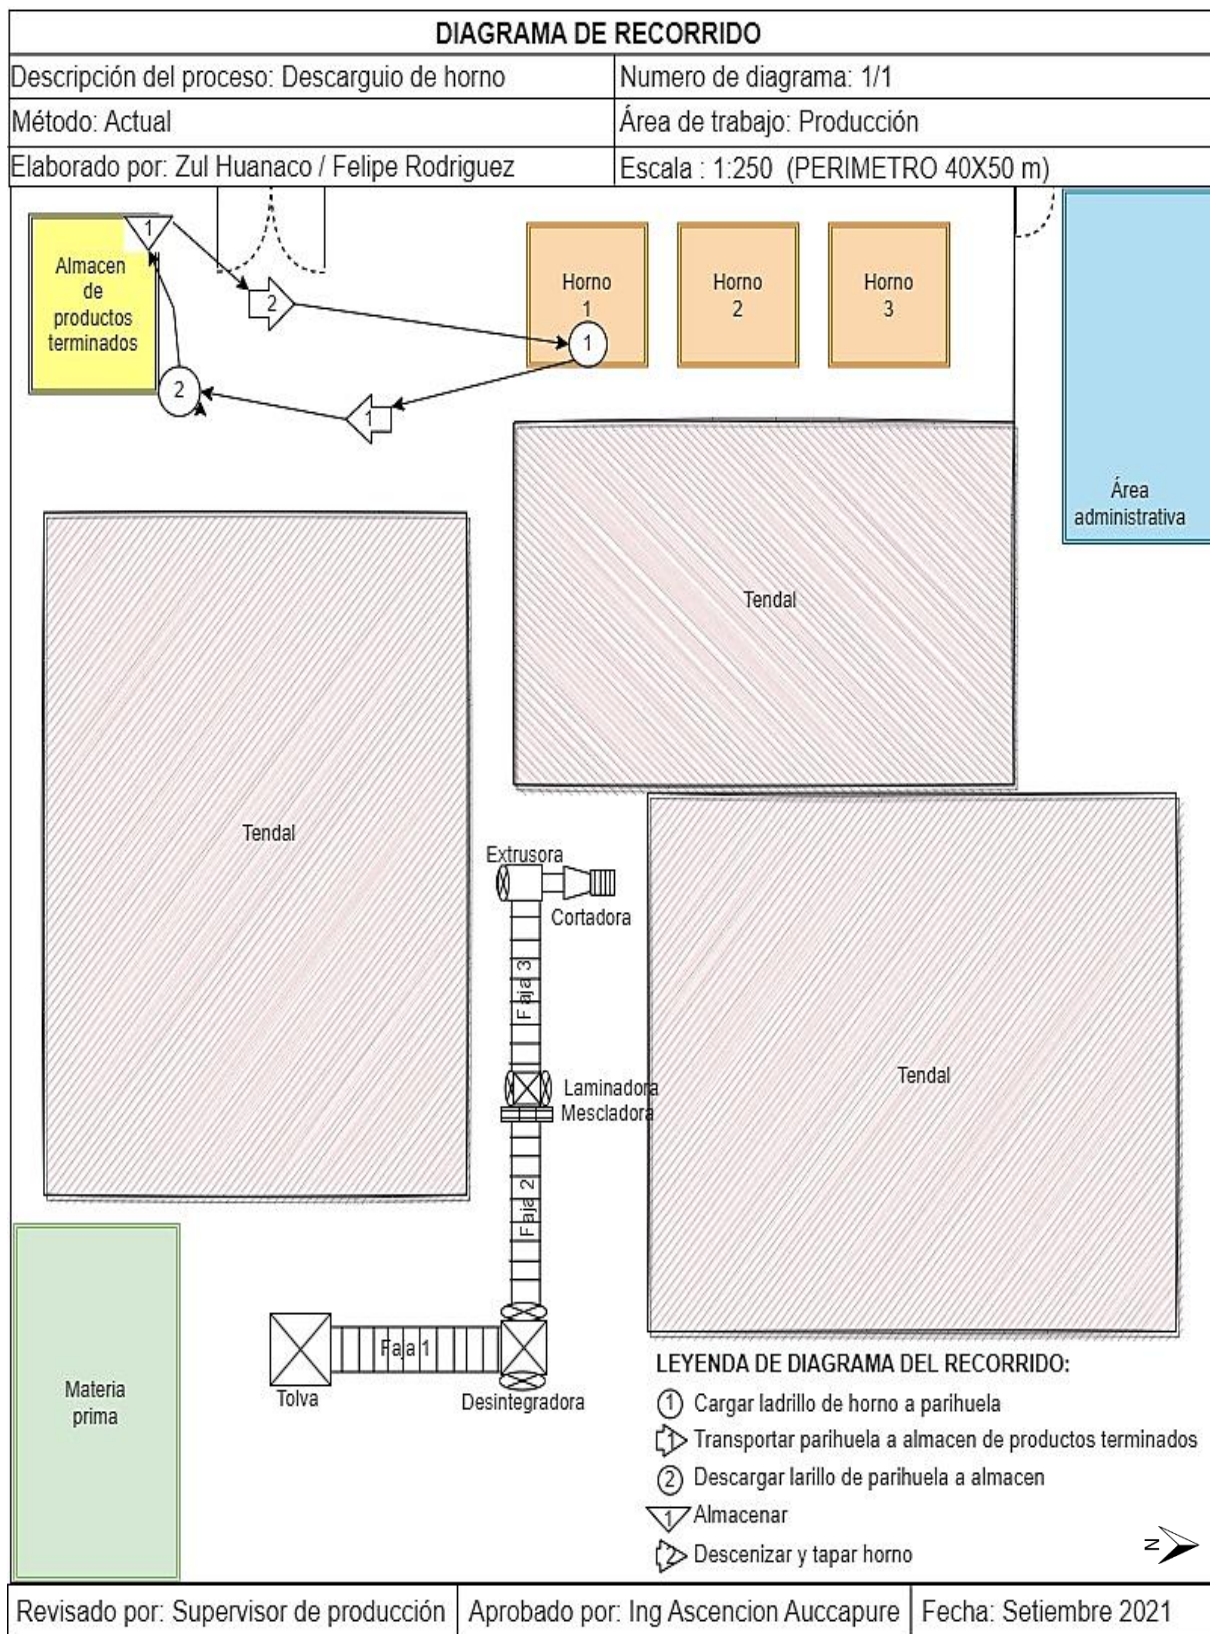 DIAGRAMA DE RECORRIDO
Descripción del proceso: Descarguio de horno
Numero de diagrama: 1/1
Método: Actual
Área de trabajo: Producción
Elaborado por: Zul Huanaco / Felipe Rodriguez
Escala : 1:250 (PERIMETRO 40X50 m)
1
Almacen
de
productos
terminados
2
Horno
1
1
Horno
2
Horno
3
2
1
Área
administrativa
Tendal
Tendal
Extrusora
Cortadora
Faja 3
Laminadora
Mescladora
Tendal
Faja 2
Faja 1
Tolva
Desintegradora
Materia
prima
LEYENDA DE DIAGRAMA DEL RECORRIDO:
1 Cargar ladrillo de horno a parihuela
1 Transportar parihuela a almacen de productos terminados
2 Descargar larillo de parihuela a almacen
1 Almacenar
2 Descenizar y tapar horno
N
Revisado por: Supervisor de producción
Aprobado por: Ing Ascencion Auccapure
Fecha: Setiembre 2021